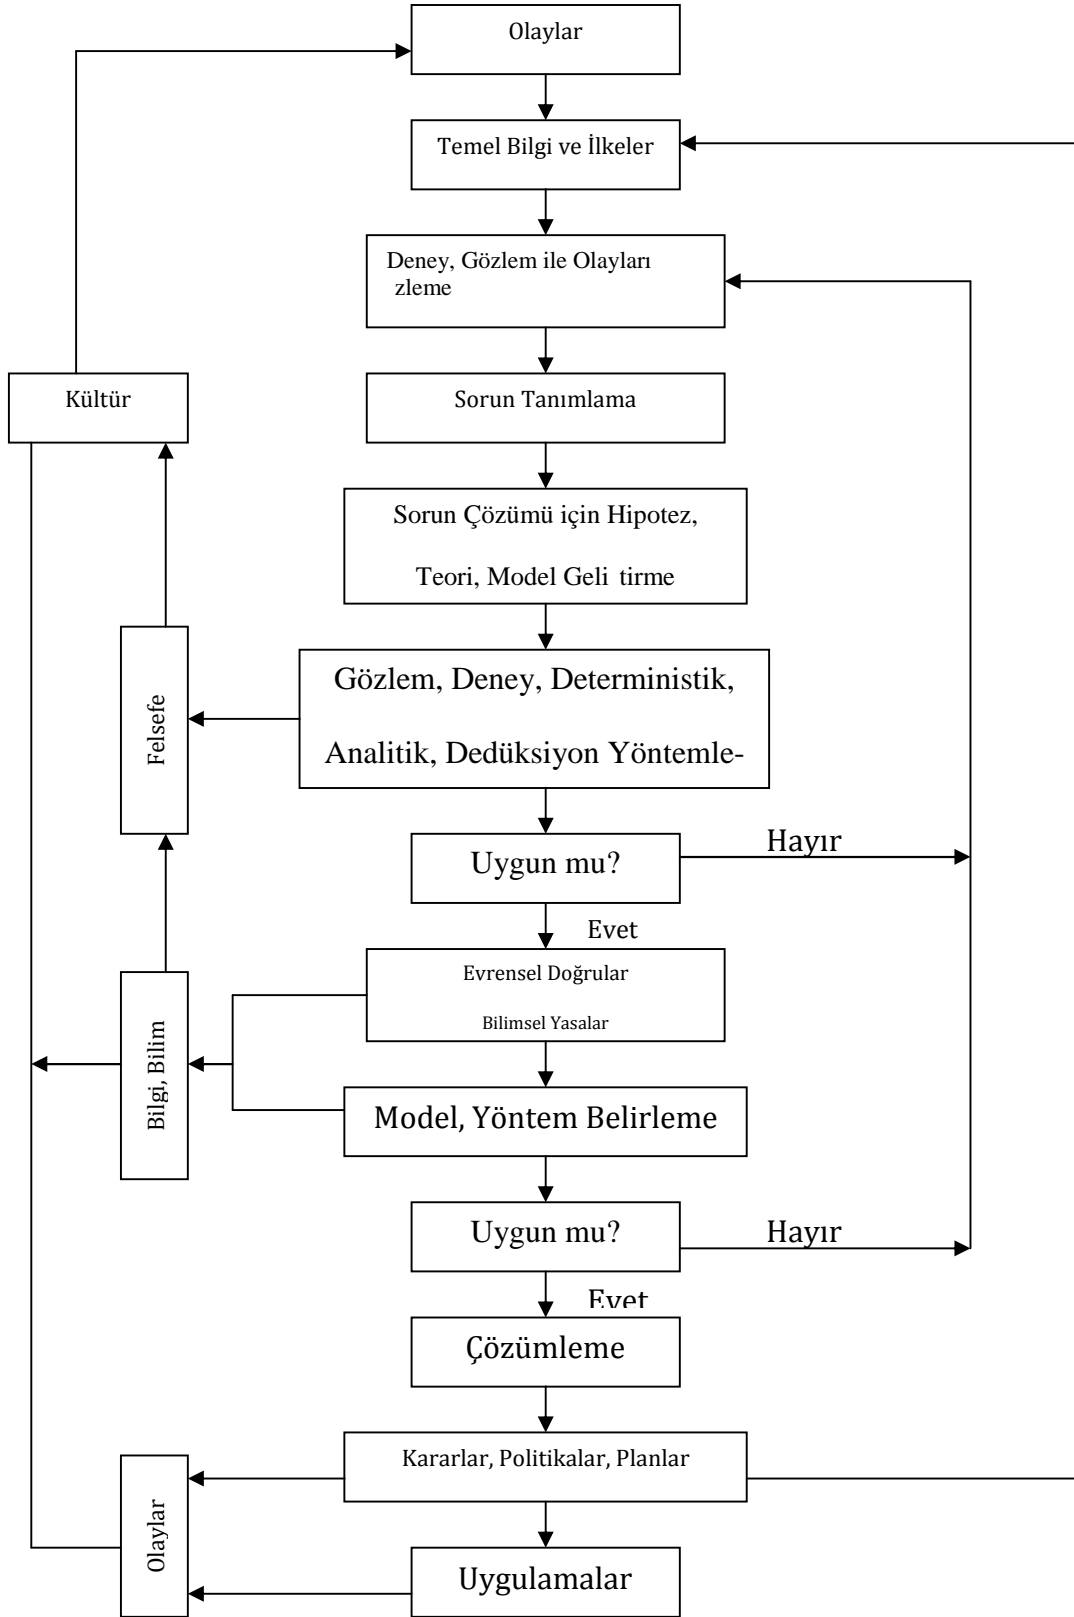 Olaylar
Temel Bilgi ve İlkeler
Deney, Gözlem ile Olayları
zleme
Kültür
Sorun Tanımlama
Sorun Çözümü için Hipotez,
Teori, Model Geli tirme
Felsefe
Gözlem, Deney, Deterministik,
Analitik, Dedüksiyon Yöntemle-
Uygun mu?
Hayır
Evet
Evrensel Doğrular
Bilimsel Yasalar
Bilgi, Bilim
Model, Yöntem Belirleme
Uygun mu?
Hayır
Evet
Çözümleme
Kararlar, Politikalar, Planlar
Olaylar
Uygulamalar